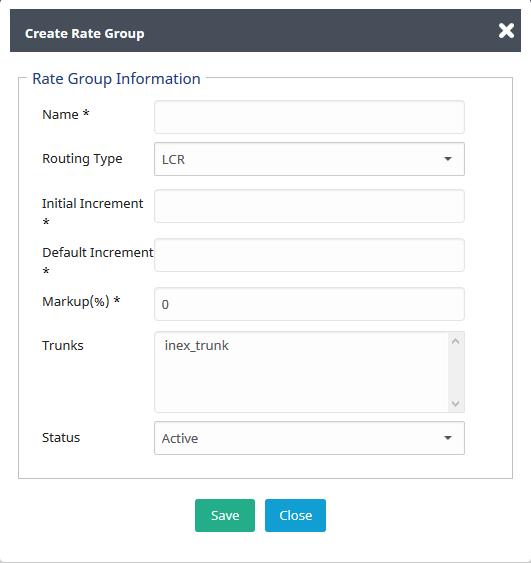 Create Rate Group
Rate Group Information
Name *
Routing Type
LCR
Initial Increment
*
Default Increment
*
Markup(%) *
0
Trunks
inex_trunk
Status
Active
Save
Close